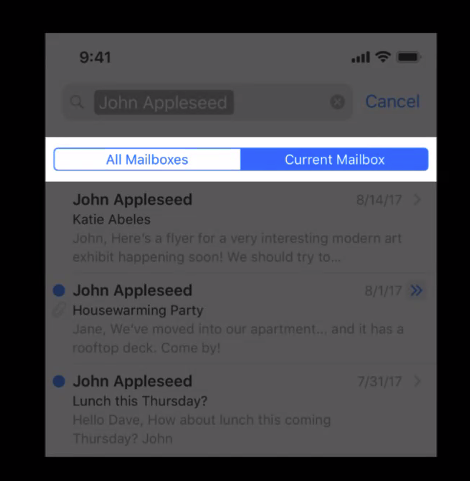 9:41
John Appleseed Cancel
All Mailboxes Current Mailbox
John Appleseed 8/14/17
Katie Abeles
John, Here's a flyer for a very interesting modern art
exhibit happening soon! We should try to...
John Appleseed 8/1/17
Housewarming Party
Jane, We've moved into our apartment... and it has a
rooftop deck. Come by!
John Appleseed 7/31/17
Lunch this Thursday?
Hello Dave, How about lunch this coming
Thursday? John